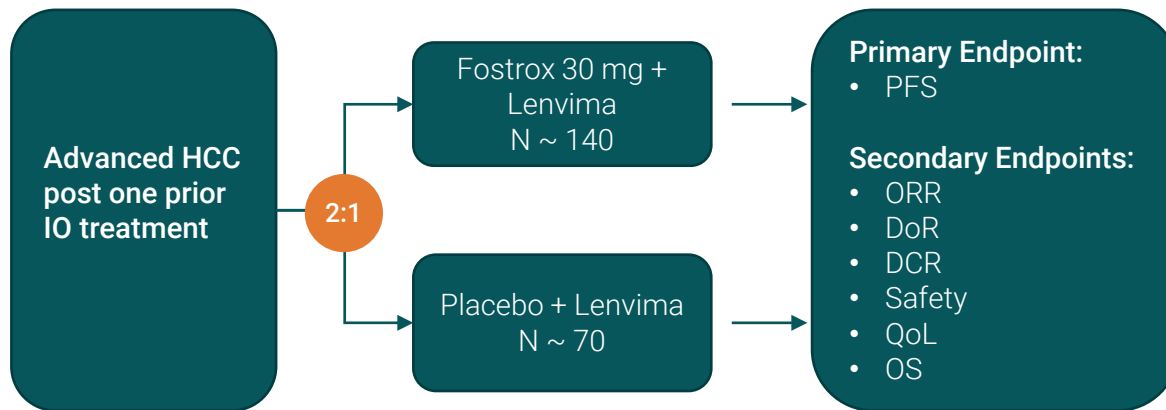 Advanced HCC
post one prior
IO treatment
2:1
Fostrox 30 mg +
Lenvima
N ~ 140
Placebo + Lenvima
N ~ 70
Primary Endpoint:
• PFS
Secondary Endpoints:
• ORR
• DoR
• DCR
• Safety
• QoL
• OS